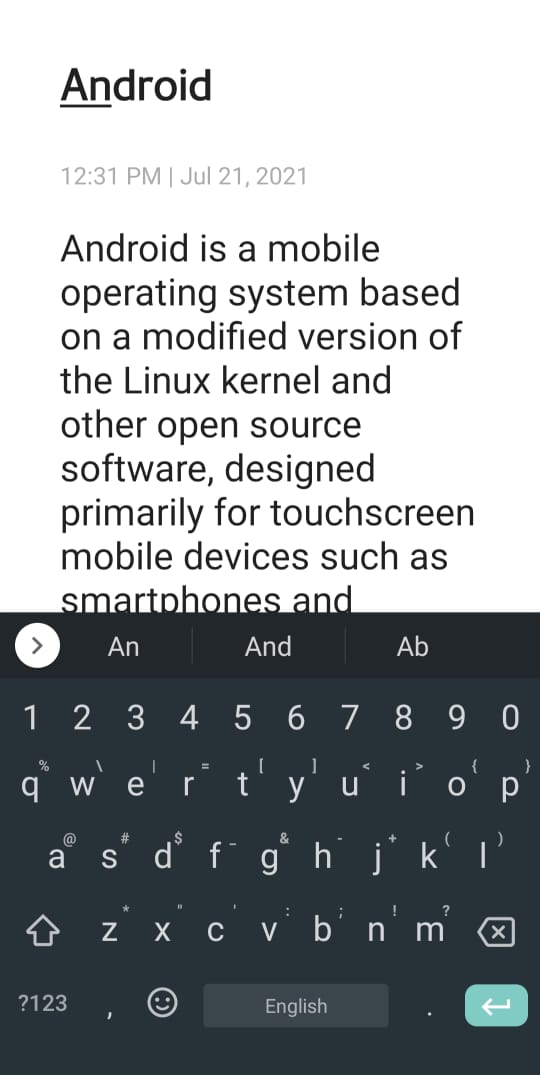 Android
12:31 PM | Jul 21, 2021
Android is a mobile
operating system based
on a modified version of
the Linux kernel and
other open source
software, designed
primarily for touchscreen
mobile devices such as
smartphones and
An And Ab
1 2 3 4 5 6 7 8 9 0
% \ | = [ ] < > { }
q w e r t y u i o p
@ # $ - & - + ( )
a s d f g h j k l
* " ' : ; ! ?
z x c v b n m
?123 , English .